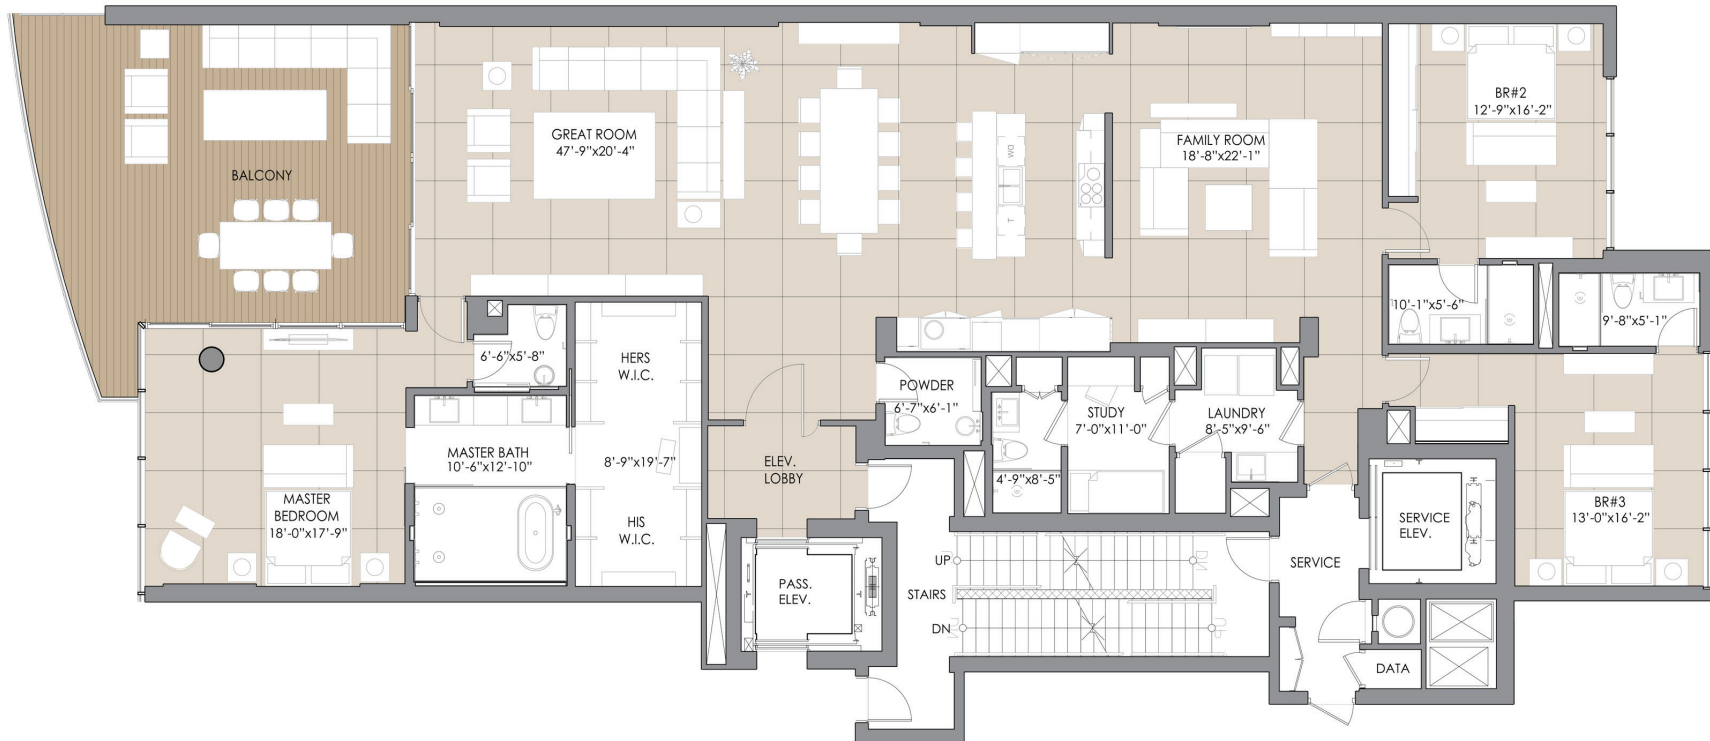 BALCONY
GREAT ROOM
47'-9"x20'-4"
DW
T
FAMILY ROOM
18'-8"x22'-1"
BR#2
12'-9"x16'-2"
10'-1"x5'-6"
9'-8"x5'-1"
6'-6"x5'-8"
HERS
W.I.C.
POWDER
6'-7"x6'-1"
STUDY
7'-0"x11'-0"
LAUNDRY
8'-5"x9'-6"
MASTER BATH
10'-6"x12'-10"
8'-9"x19'-7"
ELEV.
LOBBY
4'-9"x8'-5"
MASTER
BEDROOM
18'-0"x17'-9"
HIS
W.I.C.
SERVICE
ELEV.
BR#3
13'-0"x16'-2"
PASS.
ELEV.
UP
DN
STAIRS
SERVICE
DN
UP
DATA